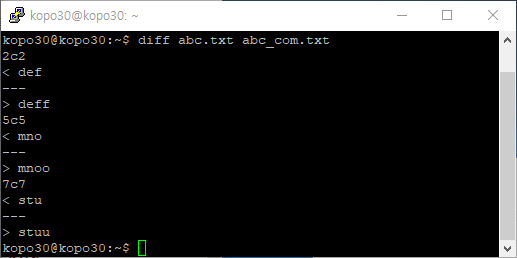 kopo30@kopo30: ~
kopo30@kopo30:~$ diff abc.txt abc_com.txt
2c2
< def
---
> deff
5c5
< mno
---
> mnoo
7c7
< stu
---
> stuu
kopo30@kopo30:~$